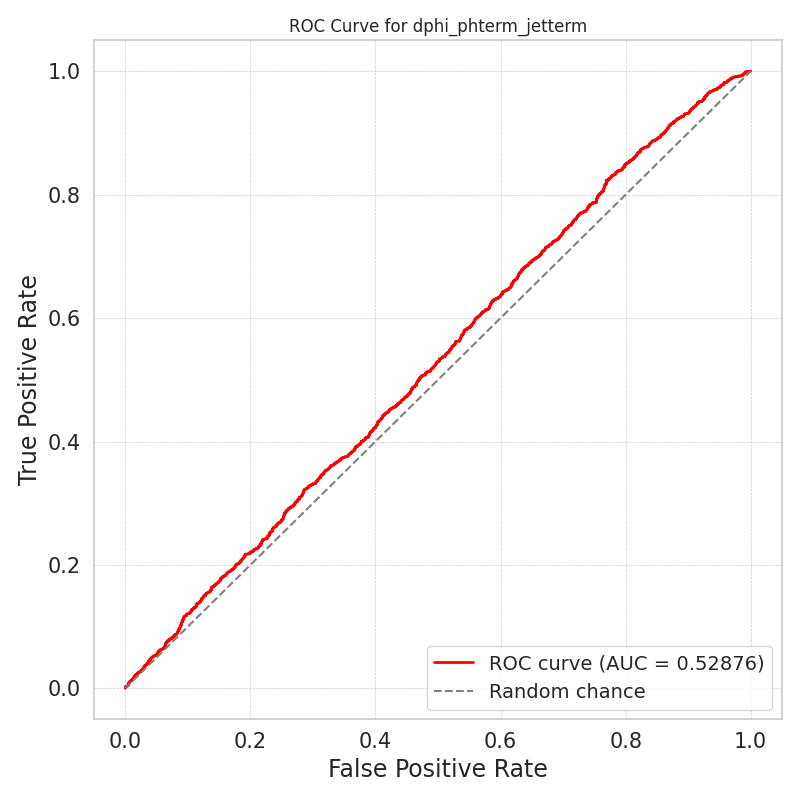 ROC Curve for dphi_phterm_jetterm
True Positive Rate
1.0
0.8
0.6
0.4
0.2
0.0
ROC curve (AUC = 0.52876)
Random chance
0.0 0.2 0.4 0.6 0.8 1.0
False Positive Rate